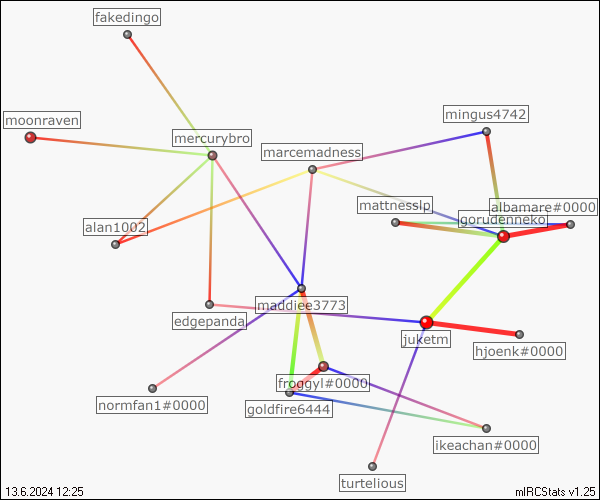 fakedingo
moonraven
mingus4742
mercurybro
marcemadness
mattnesslp
albamare#0000
gorudenneko
alan1002
maddiee3773
edgepanda
juketm
hjoenk#0000
froggyl#0000
normfan1#0000
goldfire6444
ikeachan#0000
turtelious
13.6.2024 12:25
mIRCStats v1.25